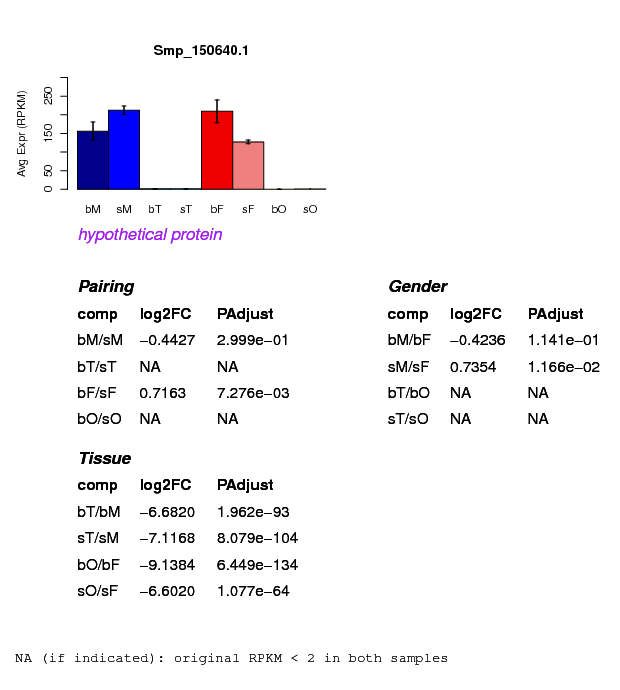 Smp_150640.1
Avg Expr (RPKM)
250
150
50
0
bM sM bT sT bF sF bO sO
hypothetical protein
Pairing
comp log2FC PAdjust
bM/sM −0.4427 2.999e−01
bT/sT NA NA
bF/sF 0.7163 7.276e−03
bO/sO NA NA
Gender
comp log2FC PAdjust
bM/bF −0.4236 1.141e−01
sM/sF 0.7354 1.166e−02
bT/bO NA NA
sT/sO NA NA
Tissue
comp log2FC PAdjust
bT/bM −6.6820 1.962e−93
sT/sM −7.1168 8.079e−104
bO/bF −9.1384 6.449e−134
sO/sF −6.6020 1.077e−64
NA (if indicated): original RPKM < 2 in both samples